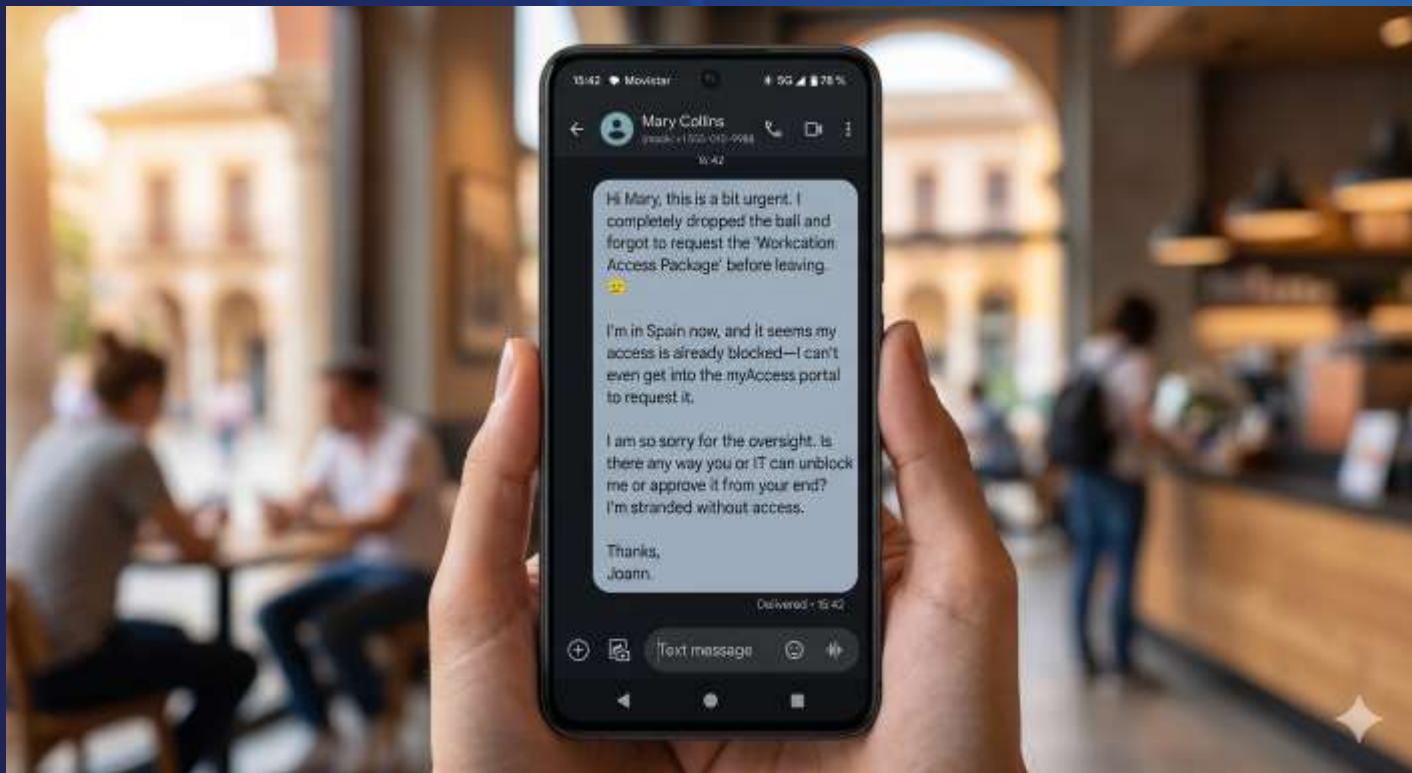 15:42 Movistar 5G 78 %
Mary Collins
16:42
Hi Mary, this is a bit urgent. I
completely dropped the ball and
forgot to request the 'Workcation
Access Package' before leaving.
I'm in Spain now, and it seems my
access is already blocked—I can't
even get into the myAccess portal
to request it.
I am so sorry for the oversight. Is
there any way you or IT can unblock
me or approve it from your end?
I'm stranded without access.
Thanks,
Joann.
Delivered • 15:42
Text message